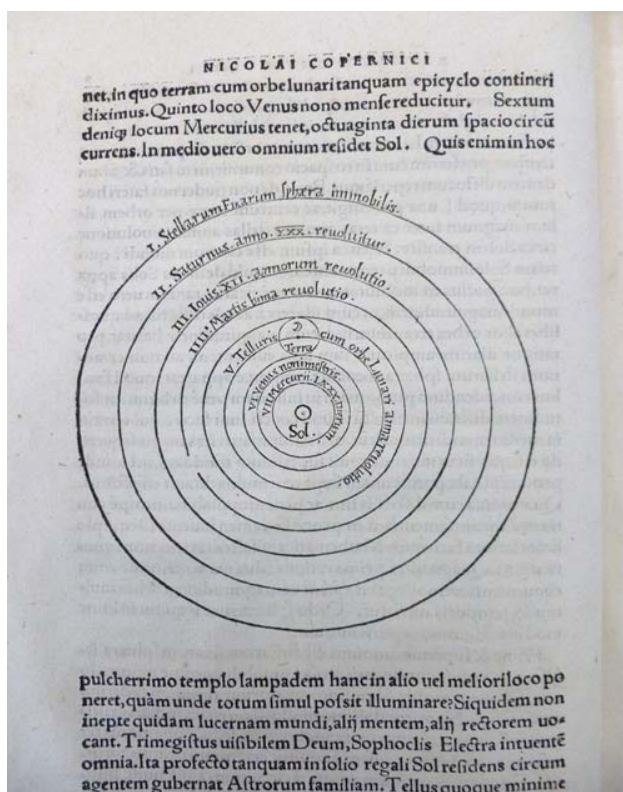 NICOLAI COPERNICI
net, in quo terram cum orbe lunari tanquam epicyclo contineri
diximus. Quinto loco Venus nono mense reducitur. Sextum
deniqꝫ locum Mercurius tenet, octuaginta dierum spacio circū
currens. In medio uero omnium residet Sol. Quis enim in hoc
I. Stellarum Fixarum sphæra immobilis.
II. Saturnus. anno. XXX. reuoluitur.
III. Iouis. XII. annorum reuolutio.
IIII. Martis bima reuolutio.
V. Telluris cum orbe Lunari annua reuolutio.
Terra
VI. Venus nonimestris
VII. Mercurii. LXXX. dierum
Sol.
pulcherrimo templo lampadem hanc in alio uel meliori loco po
neret, quàm unde totum simul possit illuminare? Siquidem non
inepte quidam lucernam mundi, alij mentem, alij rectorem uo-
cant. Trimegistus uisibilem Deum, Sophoclis Electra intuentē
omnia. Ita profecto tanquam in solio regali Sol residens circum
agentem gubernat Astrorum familiam. Tellus quoque minime